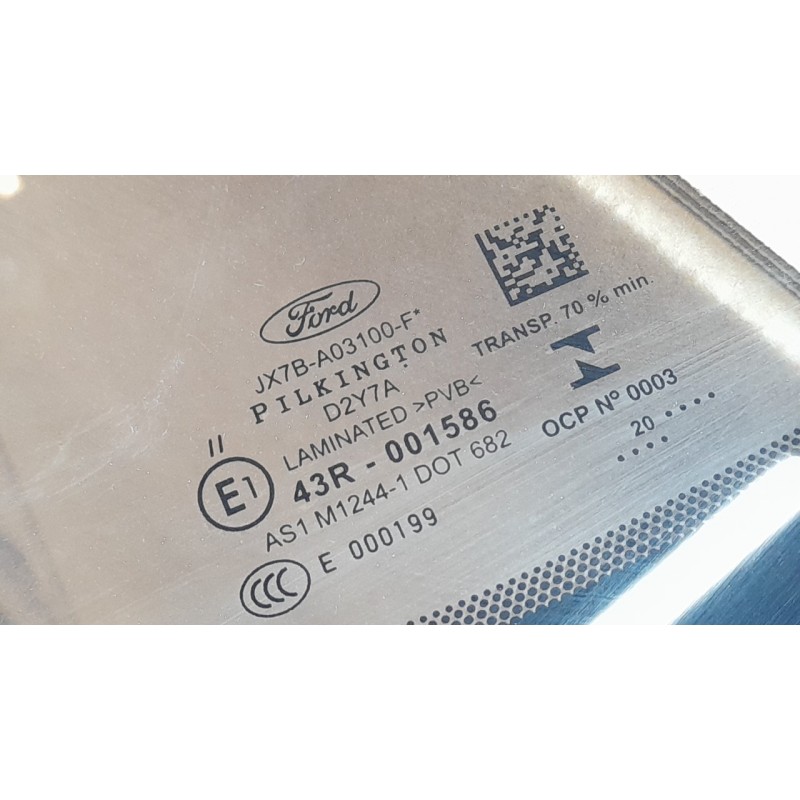 Ford
JX7B-A03100-F*
PILKINGTON
D2Y7A
LAMINATED >PVB<
II
E1
43R - 001586
AS1 M1244-1 DOT 682
CCC
E 000199
TRANSP. 70 % min.
OCP Nº 0003
.. 20 ....
....